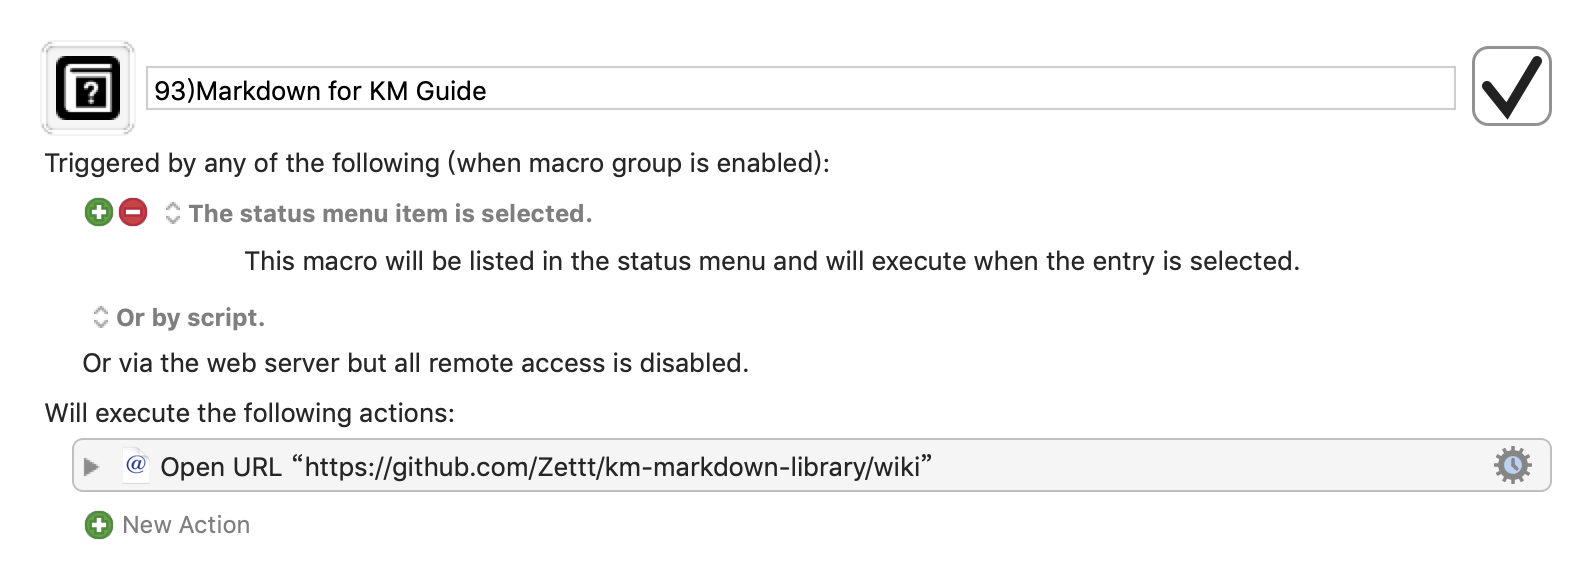 93)Markdown for KM Guide
Triggered by any of the following (when macro group is enabled):
The status menu item is selected.
This macro will be listed in the status menu and will execute when the entry is selected.
Or by script.
Or via the web server but all remote access is disabled.
Will execute the following actions:
@ Open URL “https://github.com/Zettt/km-markdown-library/wiki”
New Action